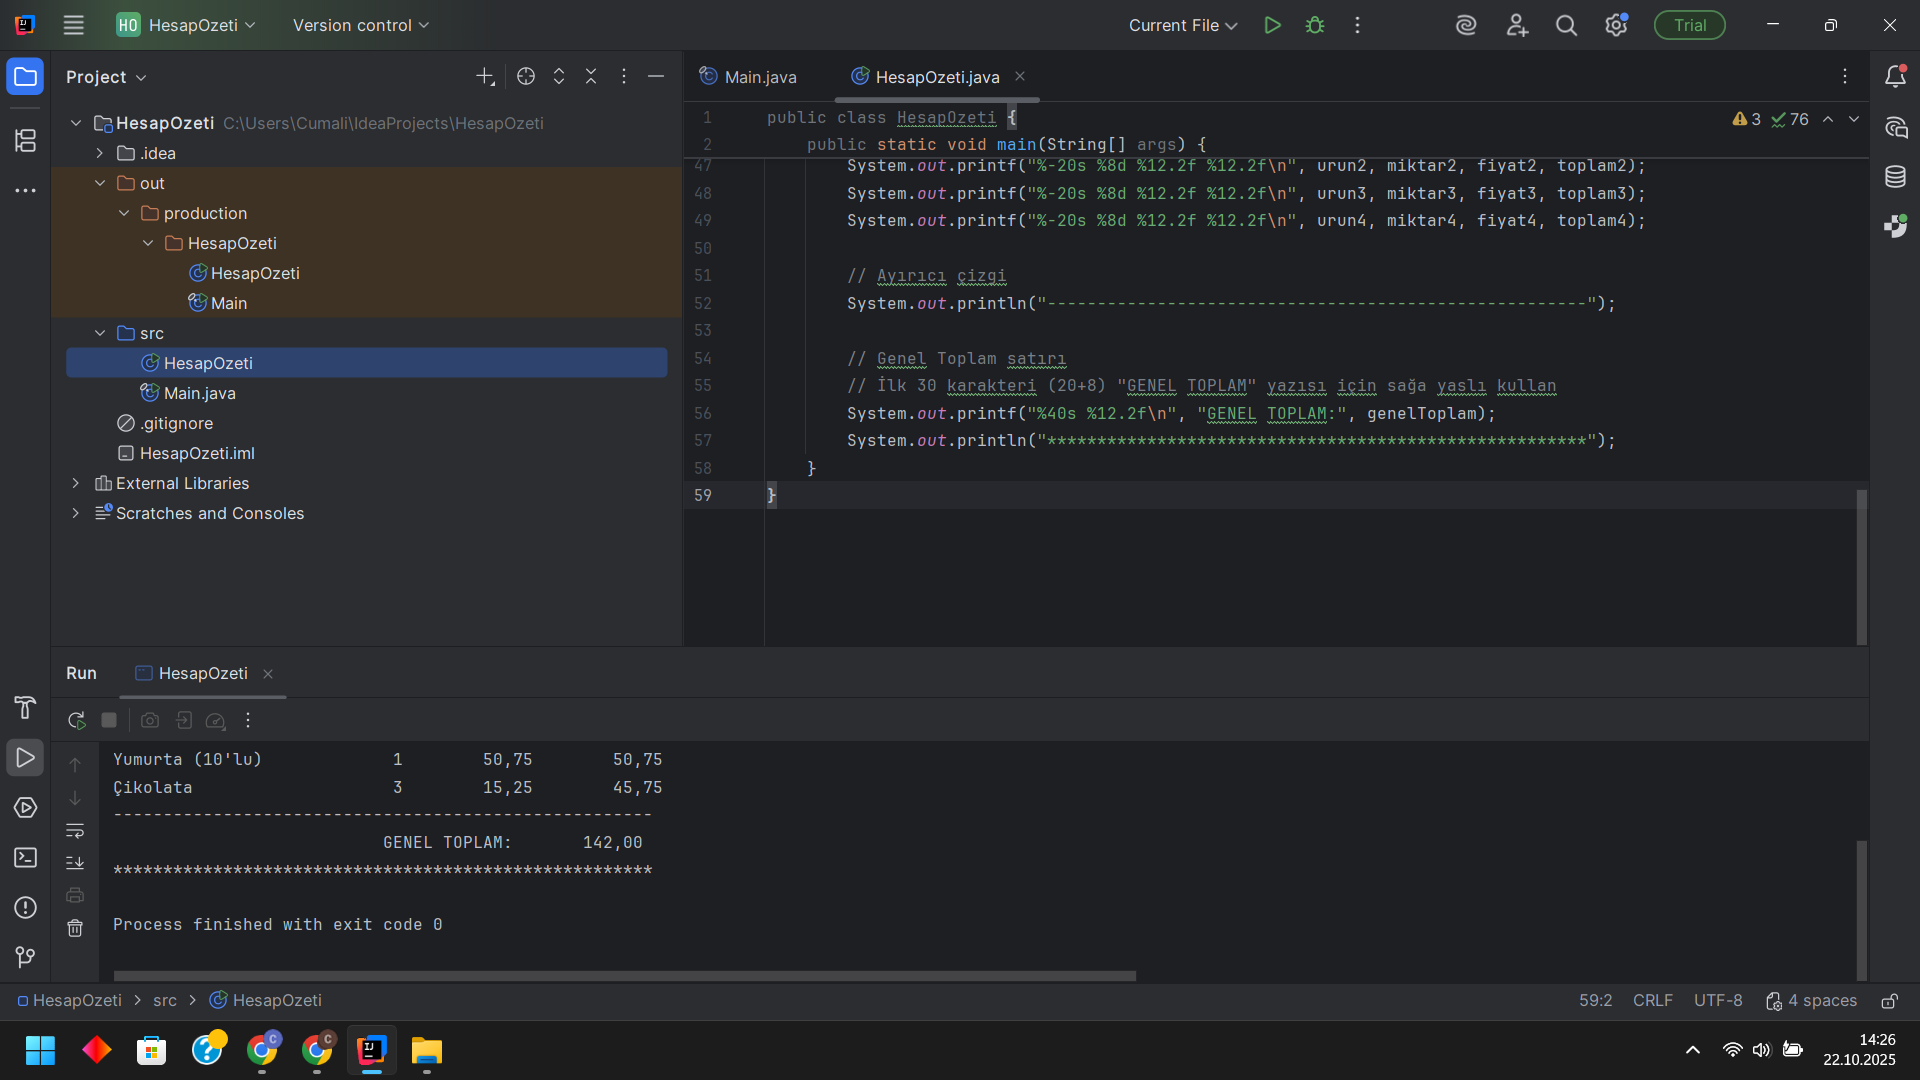 HO HesapOzeti Version control Current File Trial
Project
Main.java HesapOzeti.java
HesapOzeti C:\Users\Cumali\IdeaProjects\HesapOzeti
.idea
out
production
HesapOzeti
HesapOzeti
Main
src
HesapOzeti
Main.java
.gitignore
HesapOzeti.iml
External Libraries
Scratches and Consoles
1 public class HesapOzeti { 3 76
2 public static void main(String[] args) {
47 System.out.printf("%-20s %8d %12.2f %12.2f\n", urun2, miktar2, fiyat2, toplam2);
48 System.out.printf("%-20s %8d %12.2f %12.2f\n", urun3, miktar3, fiyat3, toplam3);
49 System.out.printf("%-20s %8d %12.2f %12.2f\n", urun4, miktar4, fiyat4, toplam4);
50
51 // Ayırıcı çizgi
52 System.out.println("------------------------------------------------------");
53
54 // Genel Toplam satırı
55 // İlk 30 karakteri (20+8) "GENEL TOPLAM" yazısı için sağa yaslı kullan
56 System.out.printf("%40s %12.2f\n", "GENEL TOPLAM:", genelToplam);
57 System.out.println("******************************************************");
58 }
59 }
Run HesapOzeti
Yumurta (10'lu) 1 50,75 50,75
Çikolata 3 15,25 45,75
------------------------------------------------------
GENEL TOPLAM: 142,00
******************************************************
Process finished with exit code 0
HesapOzeti > src > HesapOzeti 59:2 CRLF UTF-8 4 spaces
14:26
22.10.2025